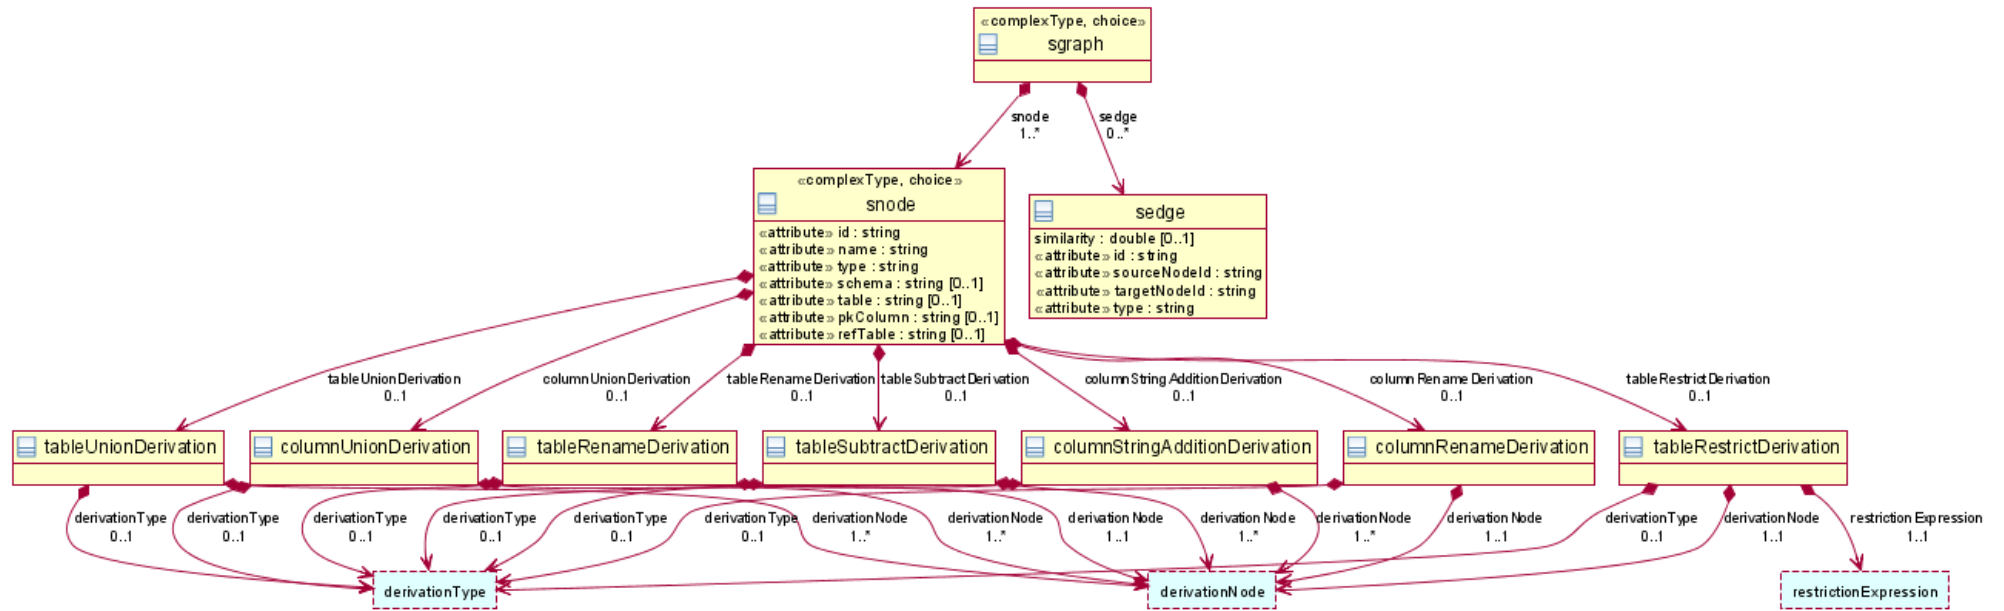 «complexType, choice»
sgraph
snode
1..*
sedge
0..*
«complexType, choice»
snode
«attribute» id : string
«attribute» name : string
«attribute» type : string
«attribute» schema : string [0..1]
«attribute» table : string [0..1]
«attribute» pkColumn : string [0..1]
«attribute» refTable : string [0..1]
sedge
similarity : double [0..1]
«attribute» id : string
«attribute» sourceNodeId : string
«attribute» targetNodeId : string
«attribute» type : string
tableUnionDerivation
0..1
columnUnionDerivation
0..1
tableRenameDerivation
0..1
tableSubtractDerivation
0..1
columnStringAdditionDerivation
0..1
columnRenameDerivation
0..1
tableRestrictDerivation
0..1
tableUnionDerivation
columnUnionDerivation
tableRenameDerivation
tableSubtractDerivation
columnStringAdditionDerivation
columnRenameDerivation
tableRestrictDerivation
derivationType
0..1
derivationType
0..1
derivationType
0..1
derivationType
0..1
derivationType
0..1
derivationType
0..1
derivationNode
1..*
derivationNode
0..1
derivationNode
1..1
derivationNode
1..*
derivationNode
1..*
derivationNode
1..1
derivationType
0..1
derivationNode
1..1
restrictionExpression
1..1
derivationType
derivationNode
restrictionExpression